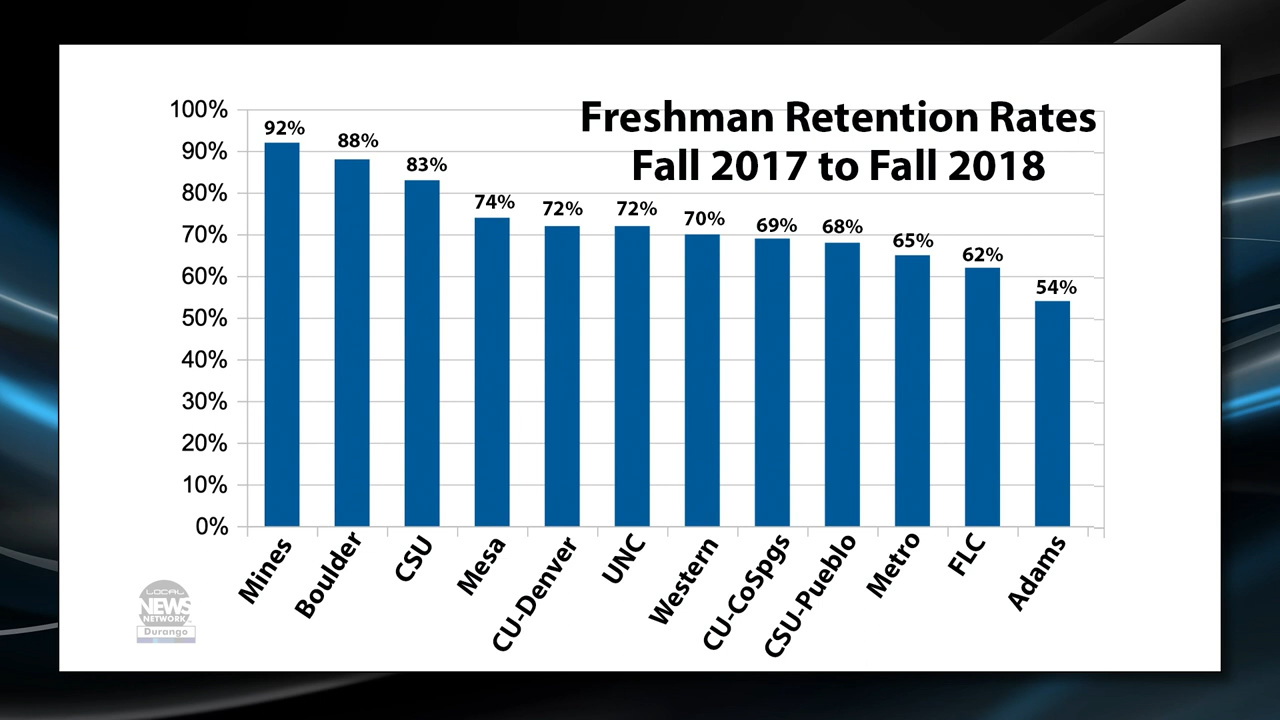 Freshman Retention Rates
Fall 2017 to Fall 2018
100%
90%
80%
70%
60%
50%
40%
30%
20%
10%
0%
92%
88%
83%
74%
72%
72%
70%
69%
68%
65%
62%
54%
Mines
Boulder
CSU
Mesa
CU-Denver
UNC
Western
CU-CoSpgs
CSU-Pueblo
Metro
FLC
Adams
LOCAL
NEWS
NETWORK
Durango